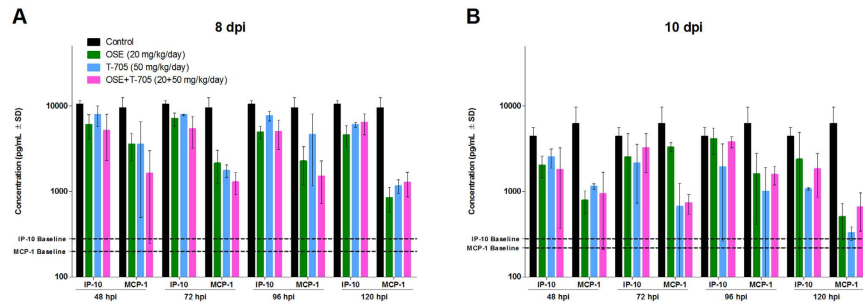 A
8 dpi
Control
OSE (20 mg/kg/day)
T-705 (50 mg/kg/day)
OSE+T-705 (20+50 mg/kg/day)
Concentration (pg/mL ± SD)
10000
1000
100
IP-10 Baseline
MCP-1 Baseline
IP-10 MCP-1 IP-10 MCP-1 IP-10 MCP-1 IP-10 MCP-1
48 hpi 72 hpi 96 hpi 120 hpi
B
10 dpi
Concentration (pg/mL ± SD)
10000
1000
100
IP-10 Baseline
MCP-1 Baseline
IP-10 MCP-1 IP-10 MCP-1 IP-10 MCP-1 IP-10 MCP-1
48 hpi 72 hpi 96 hpi 120 hpi